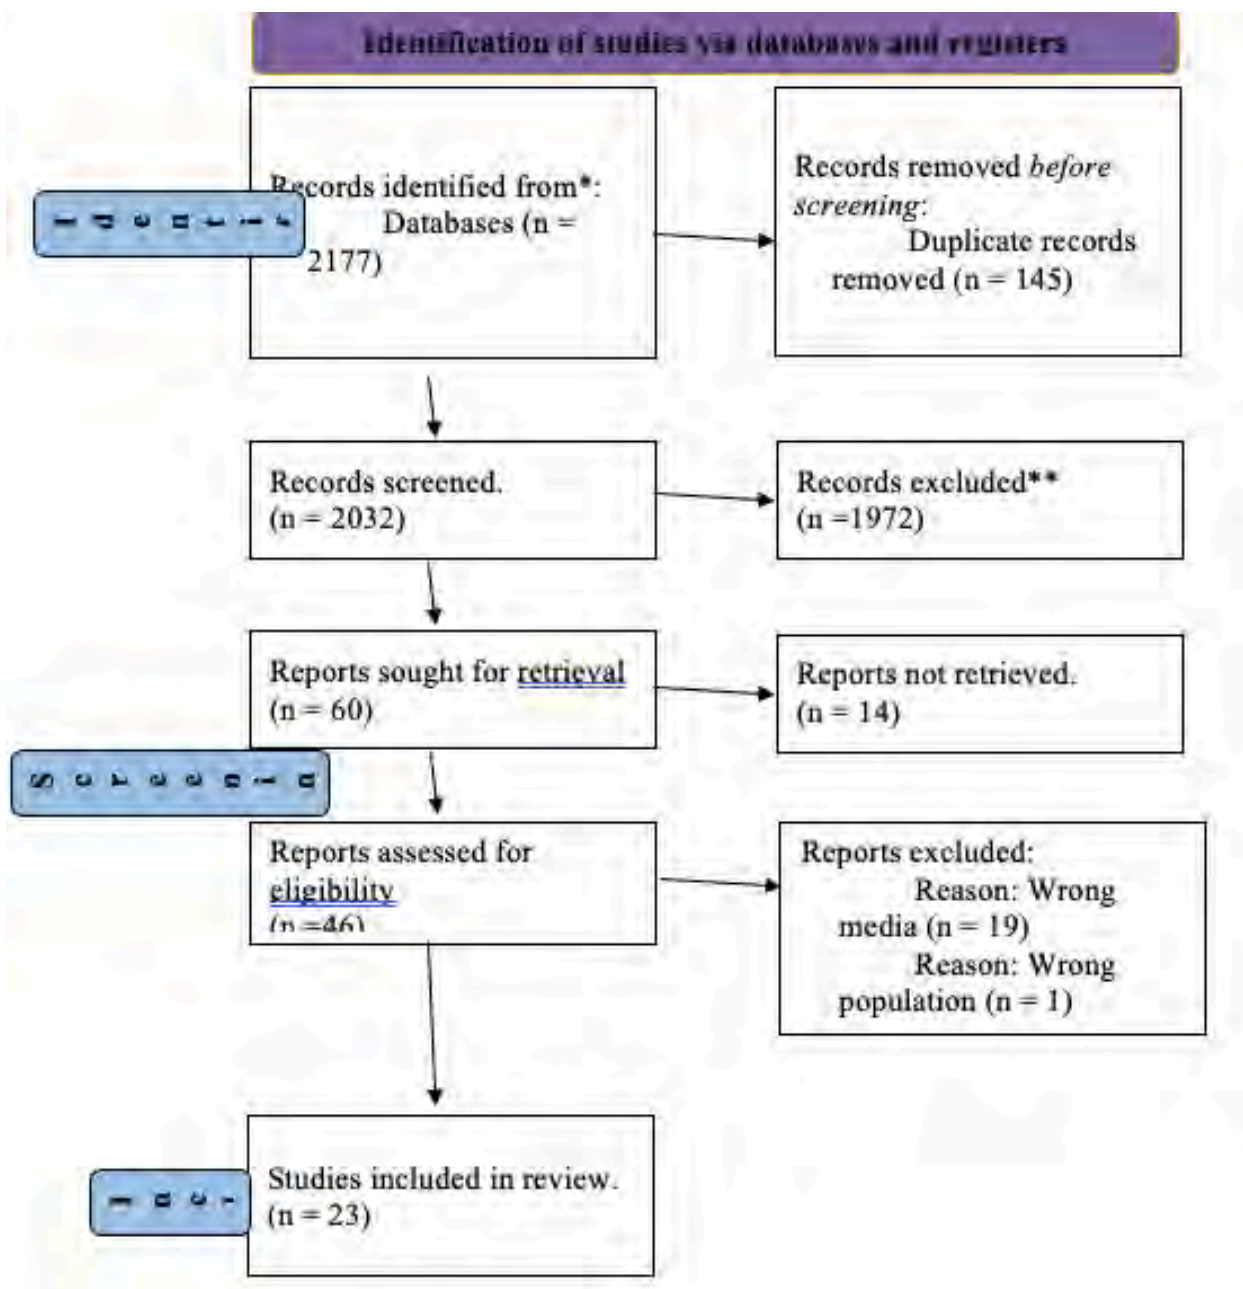 Identification of studies via databases and registers
Records identified from*:
Databases (n =
2177)
Records removed before
screening:
Duplicate records
removed (n = 145)
Records screened.
(n = 2032)
Records excluded**
(n =1972)
Reports sought for retrieval
(n = 60)
Reports not retrieved.
(n = 14)
Screenin
Reports assessed for
eligibility
(n =46)
Reports excluded:
Reason: Wrong
media (n = 19)
Reason: Wrong
population (n = 1)
Studies included in review.
(n = 23)